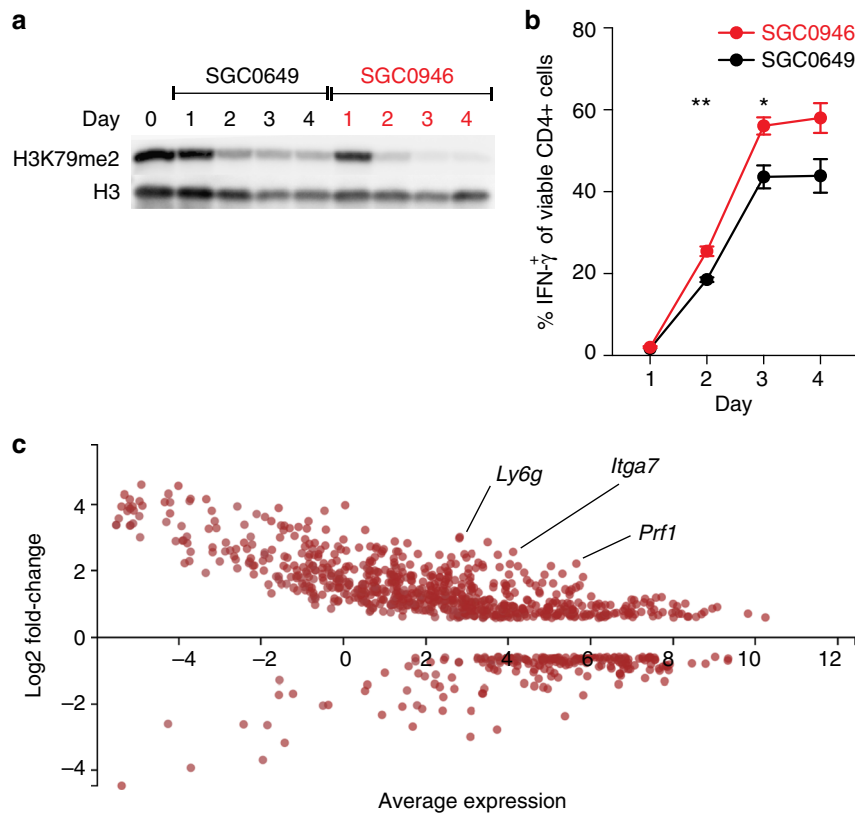 a
SGC0649 SGC0946
Day 0 1 2 3 4 1 2 3 4
H3K79me2
H3
b
80
60
40
20
0
% IFN-γ+ of viable CD4+ cells
SGC0946
SGC0649
** *
1 2 3 4
Day
c
Log2 fold-change
4
2
0
−2
−4
Ly6g
Itga7
Prf1
−4 −2 0 2 4 6 8 10 12
Average expression